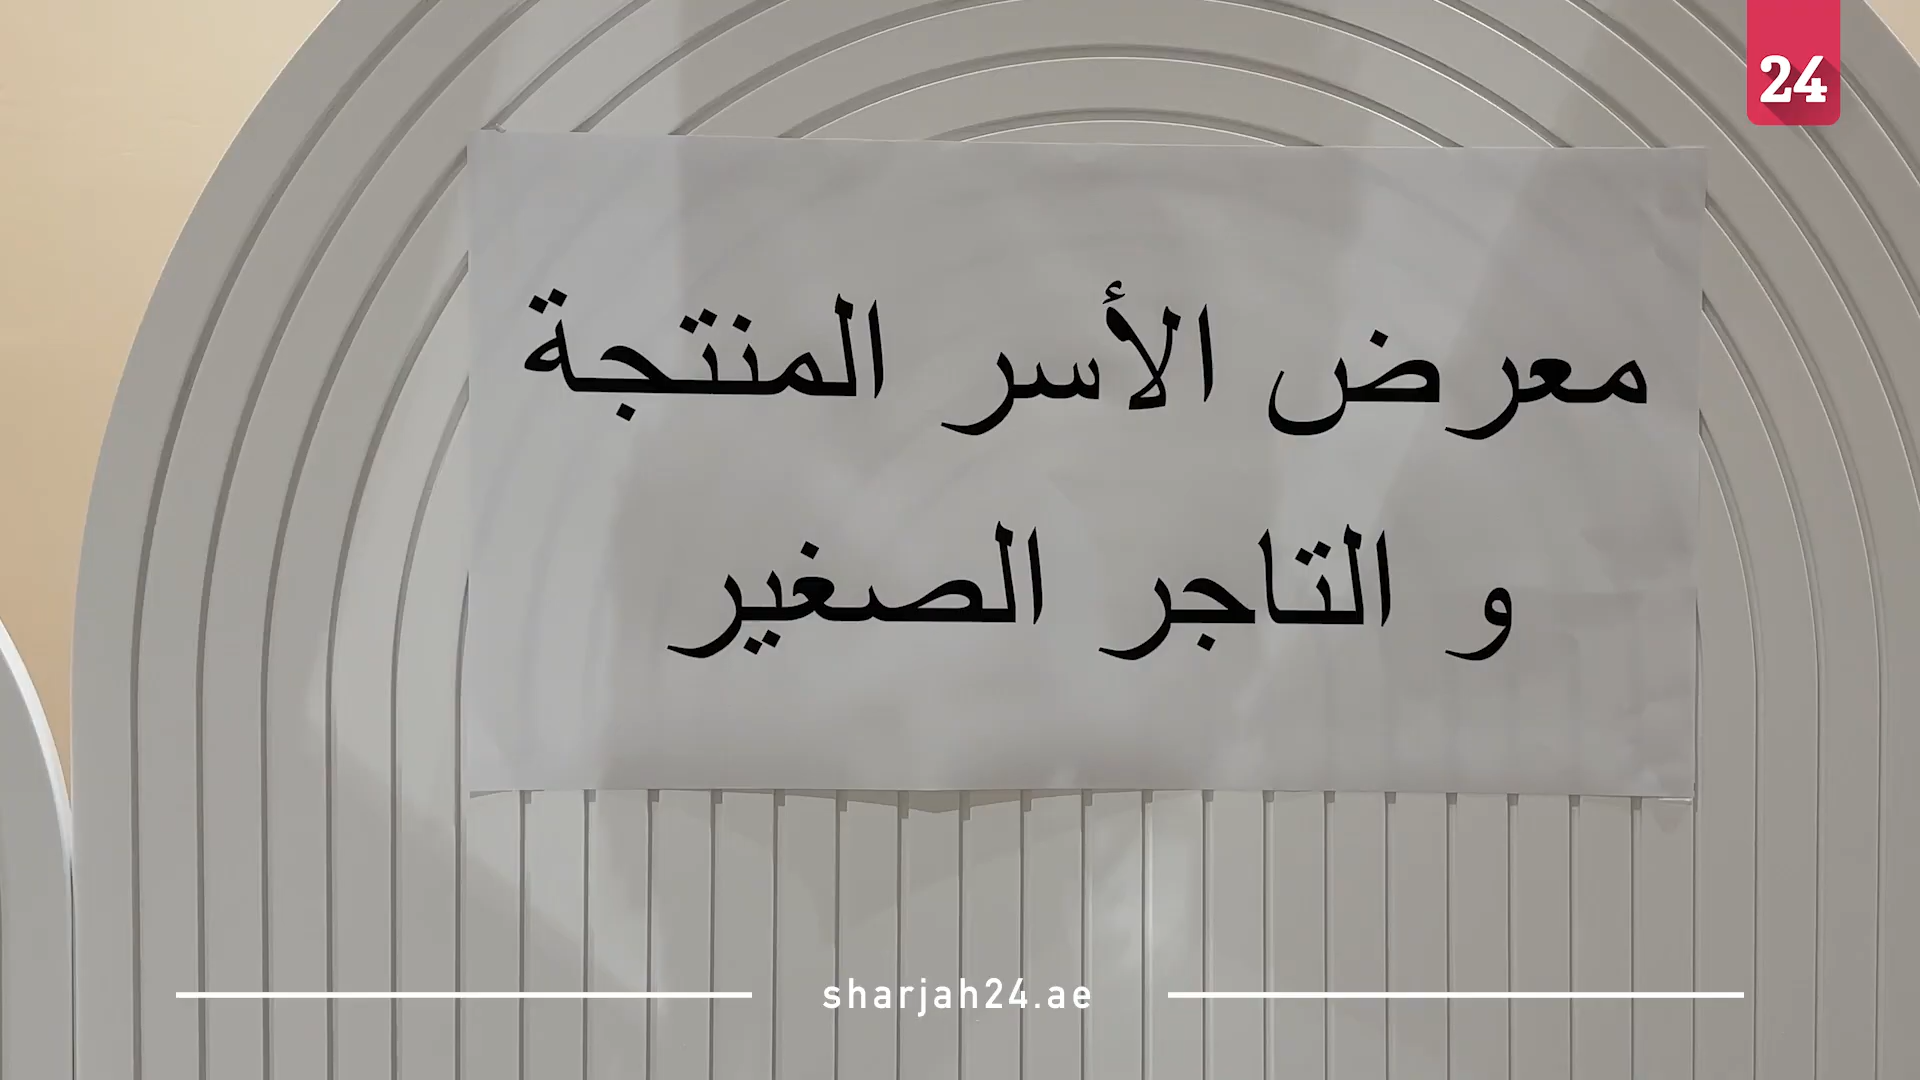 24
معرض الأسر المنتجة
و التاجر الصغير
sharjah24.ae